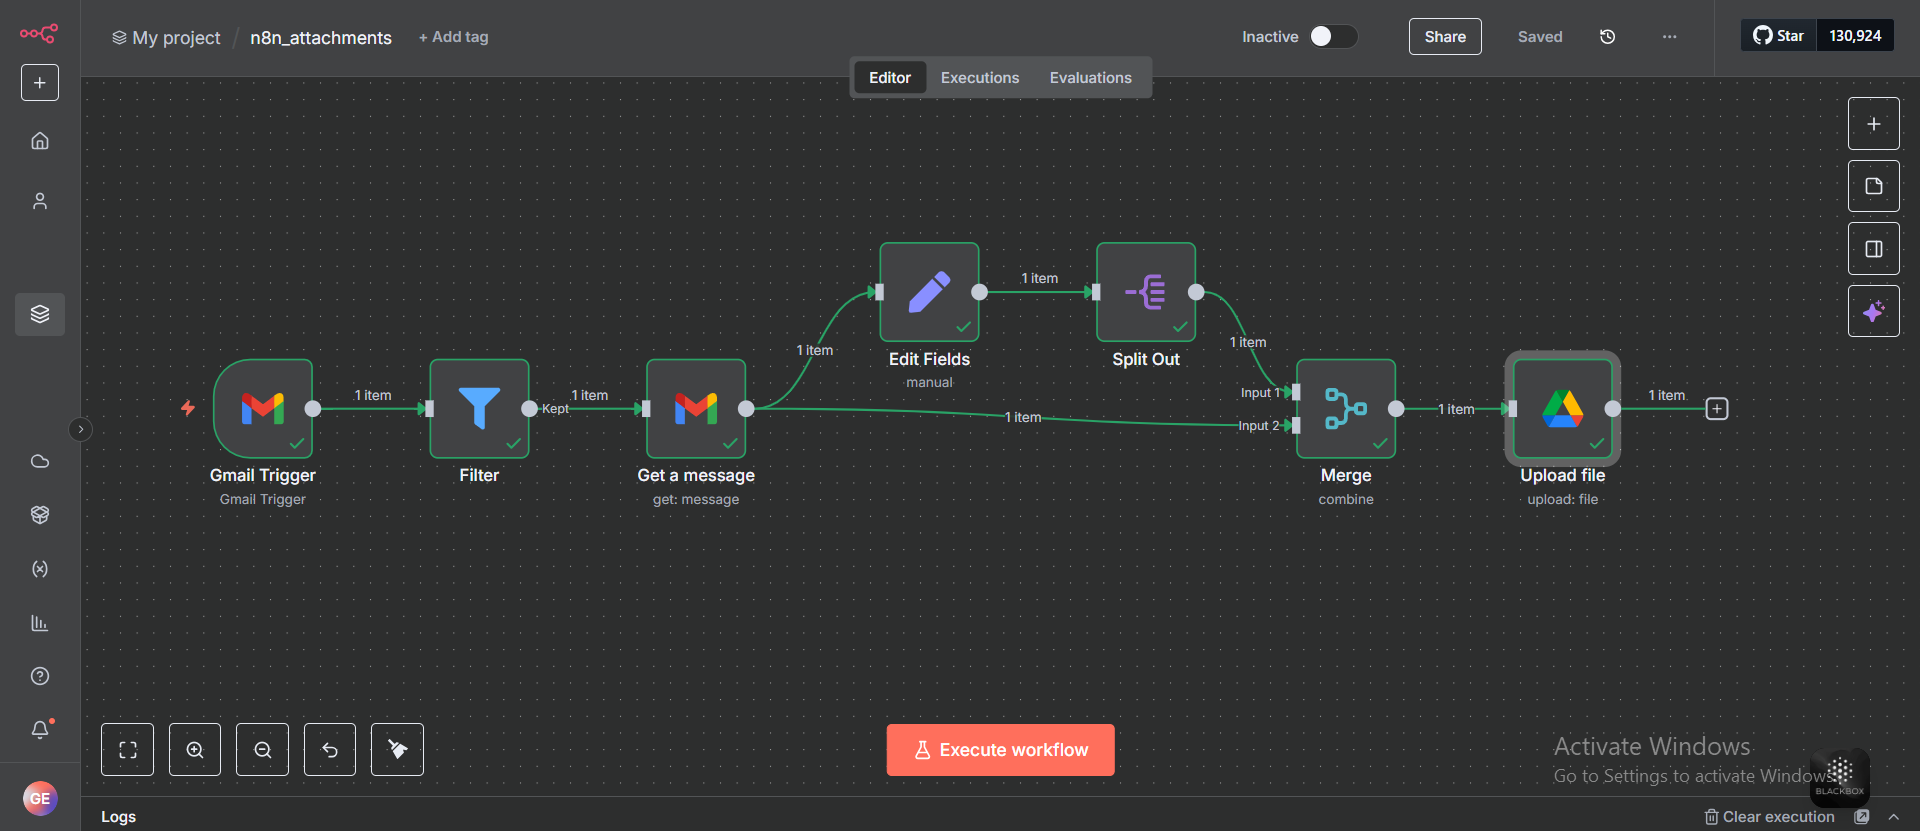 My project / n8n_attachments + Add tag
Inactive
Share
Saved
Star 130,924
Editor Executions Evaluations
1 item
1 item
1 item
Edit Fields
manual
Split Out
1 item
1 item
Kept
1 item
Input 1
1 item
1 item
1 item
Input 2
Gmail Trigger
Gmail Trigger
Filter
Get a message
get: message
Merge
combine
Upload file
upload: file
Execute workflow
Activate Windows
Go to Settings to activate Windows
BLACKBOX
GE
Logs
Clear execution